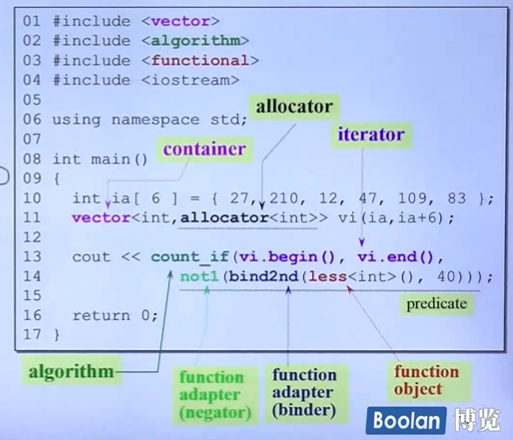 01 #include <vector>
02 #include <algorithm>
03 #include <functional>
04 #include <iostream>
05
allocator
06 using namespace std;
07
iterator
container
08 int main()
09 {
10   int ia[ 6 ] = { 27, 210, 12, 47, 109, 83 };
11   vector<int,allocator<int>> vi(ia,ia+6);
12
13   cout << count_if(vi.begin(), vi.end(),
14            not1(bind2nd(less<int>(), 40)));
predicate
15
16   return 0;
17 }
algorithm
function
adapter
(negator)
function
adapter
(binder)
function
object
Boolan 博览